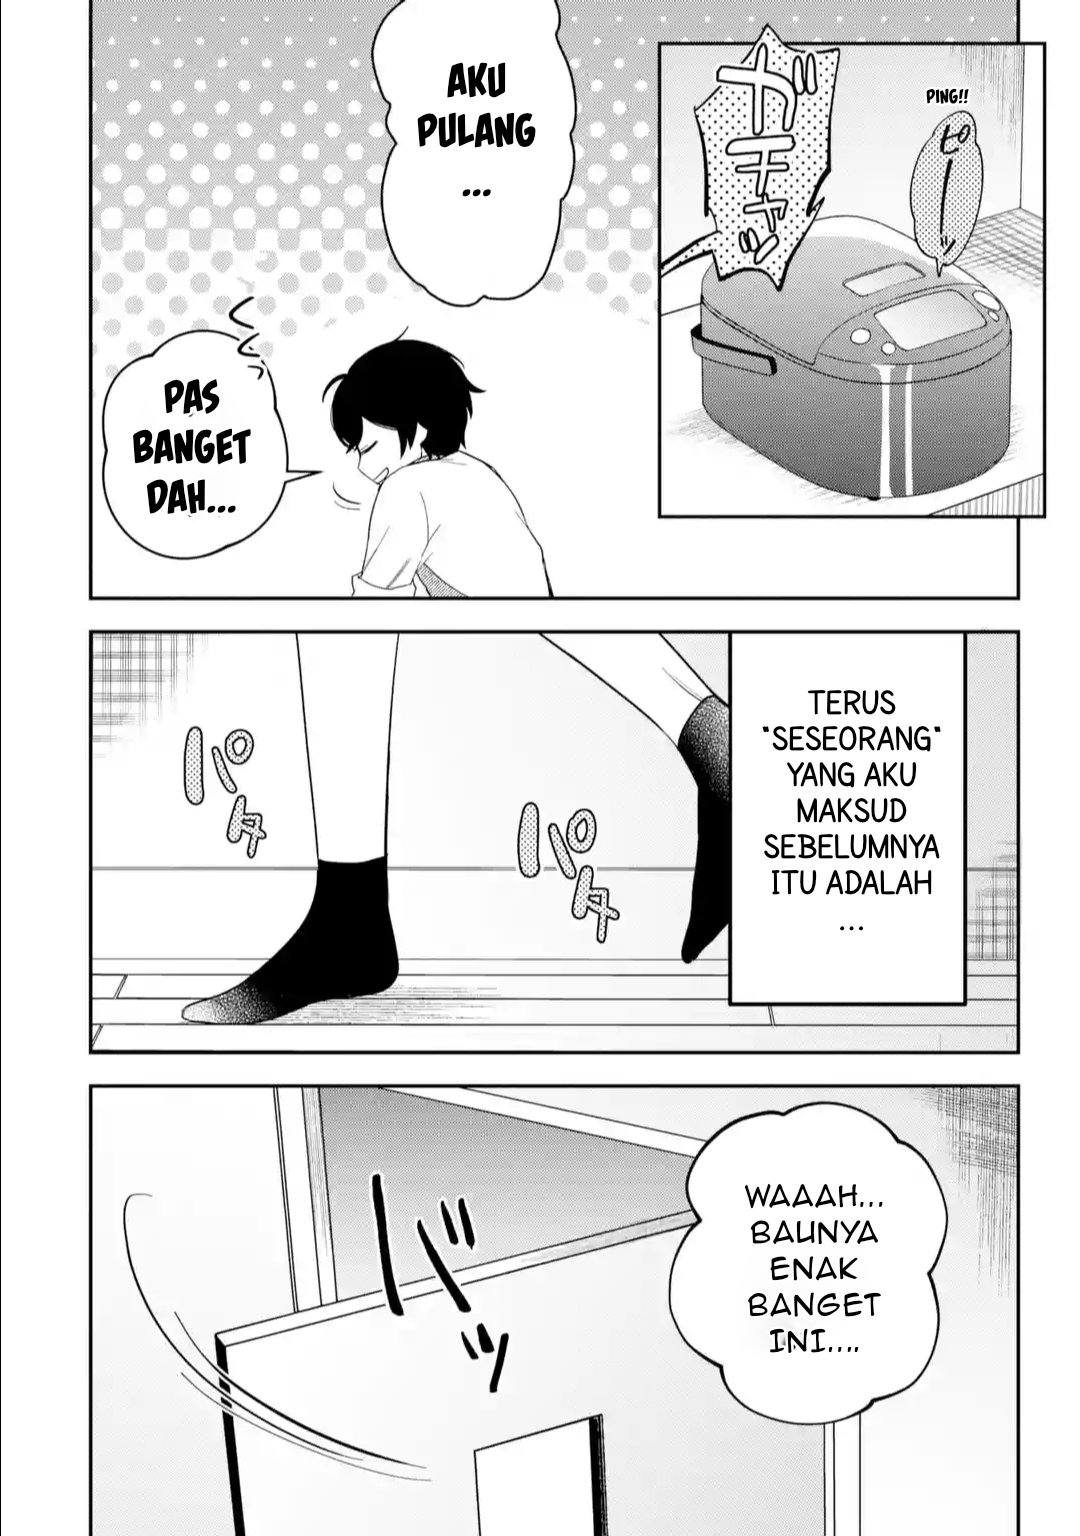 PING!!
ピーッ
ガチャッ
AKU
PULANG
...
PAS
BANGET
DAH...
TERUS
"SESEORANG"
YANG AKU
MAKSUD
SEBELUMNYA
ITU ADALAH
...
パタ
パタ
WAAAH...
BAUNYA
ENAK
BANGET
INI....